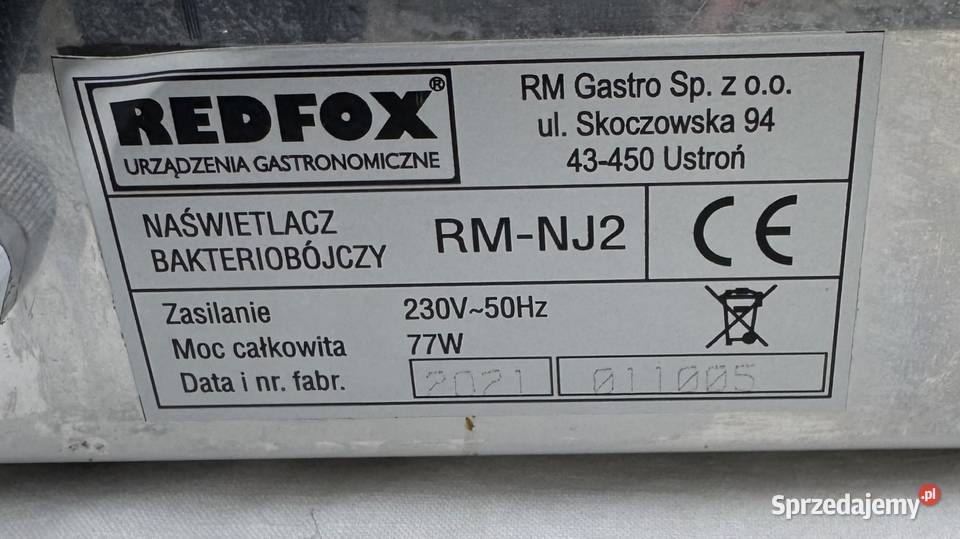 REDFOX®
URZĄDZENIA GASTRONOMICZNE
RM Gastro Sp. z o.o.
ul. Skoczowska 94
43-450 Ustroń
NAŚWIETLACZ
BAKTERIOBÓJCZY
RM-NJ2
CE
Zasilanie 230V~50Hz
Moc całkowita 77W
Data i nr. fabr. 2021 011005
Sprzedajemy.pl